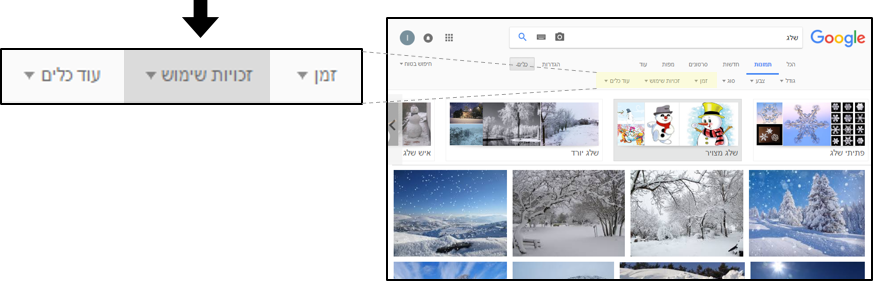 זמן
זכויות שימוש
עוד כלים
Google
שלג
הכל
תמונות
חדשות
סרטונים
מפות
עוד
הגדרות
כלים
חיפוש בטוח
גודל
צבע
סוג
זמן
זכויות שימוש
עוד כלים
פתיתי שלג
שלג מצויר
שלג יורד
איש שלג